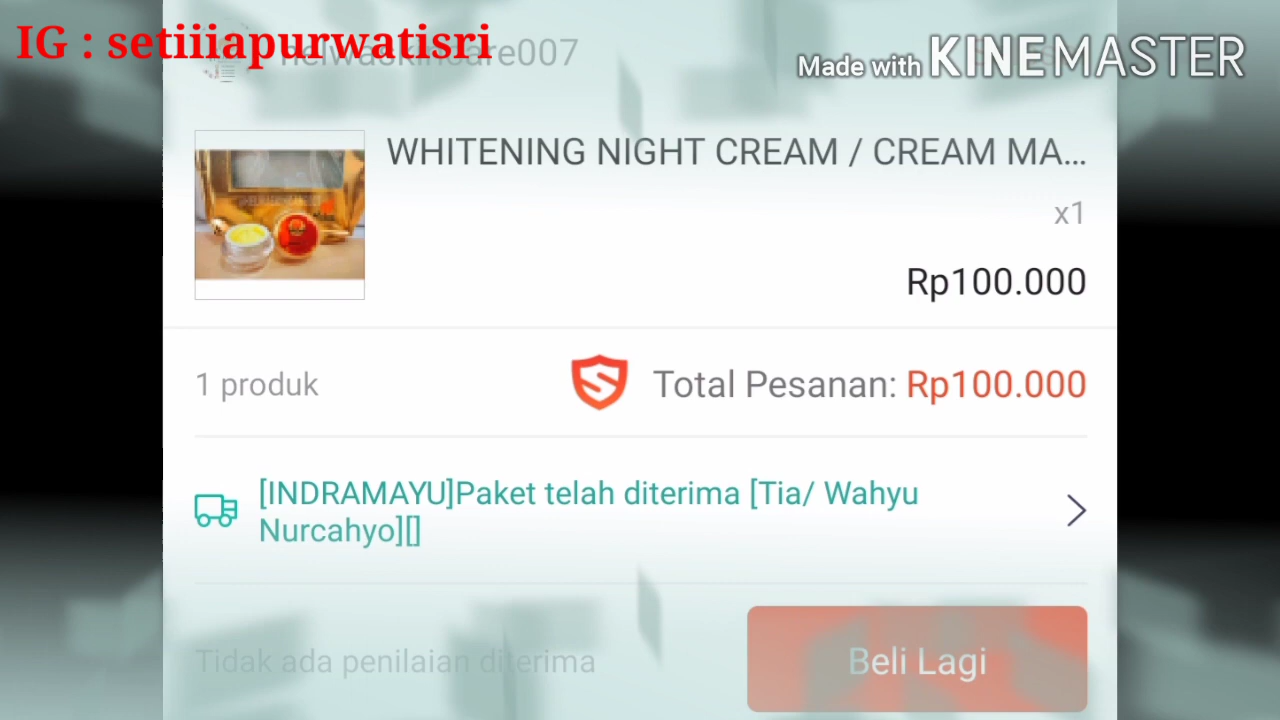 IG : setiiiapurwatisri
care007
Made with KINEMASTER
WHITENING NIGHT CREAM / CREAM MA...
x1
Rp100.000
1 produk
Total Pesanan: Rp100.000
[INDRAMAYU]Paket telah diterima [Tia/ Wahyu
Nurcahyo][]
Tidak ada penilaian diterima
Beli Lagi